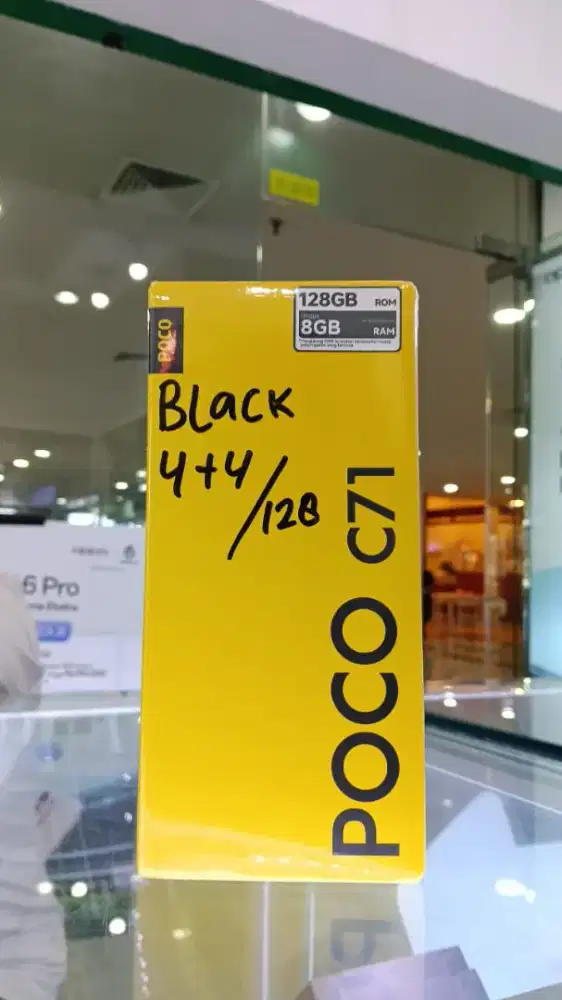 128GB ROM
8GB RAM
POCO
BLacK
4+4/128
POCO C71
6 Pro